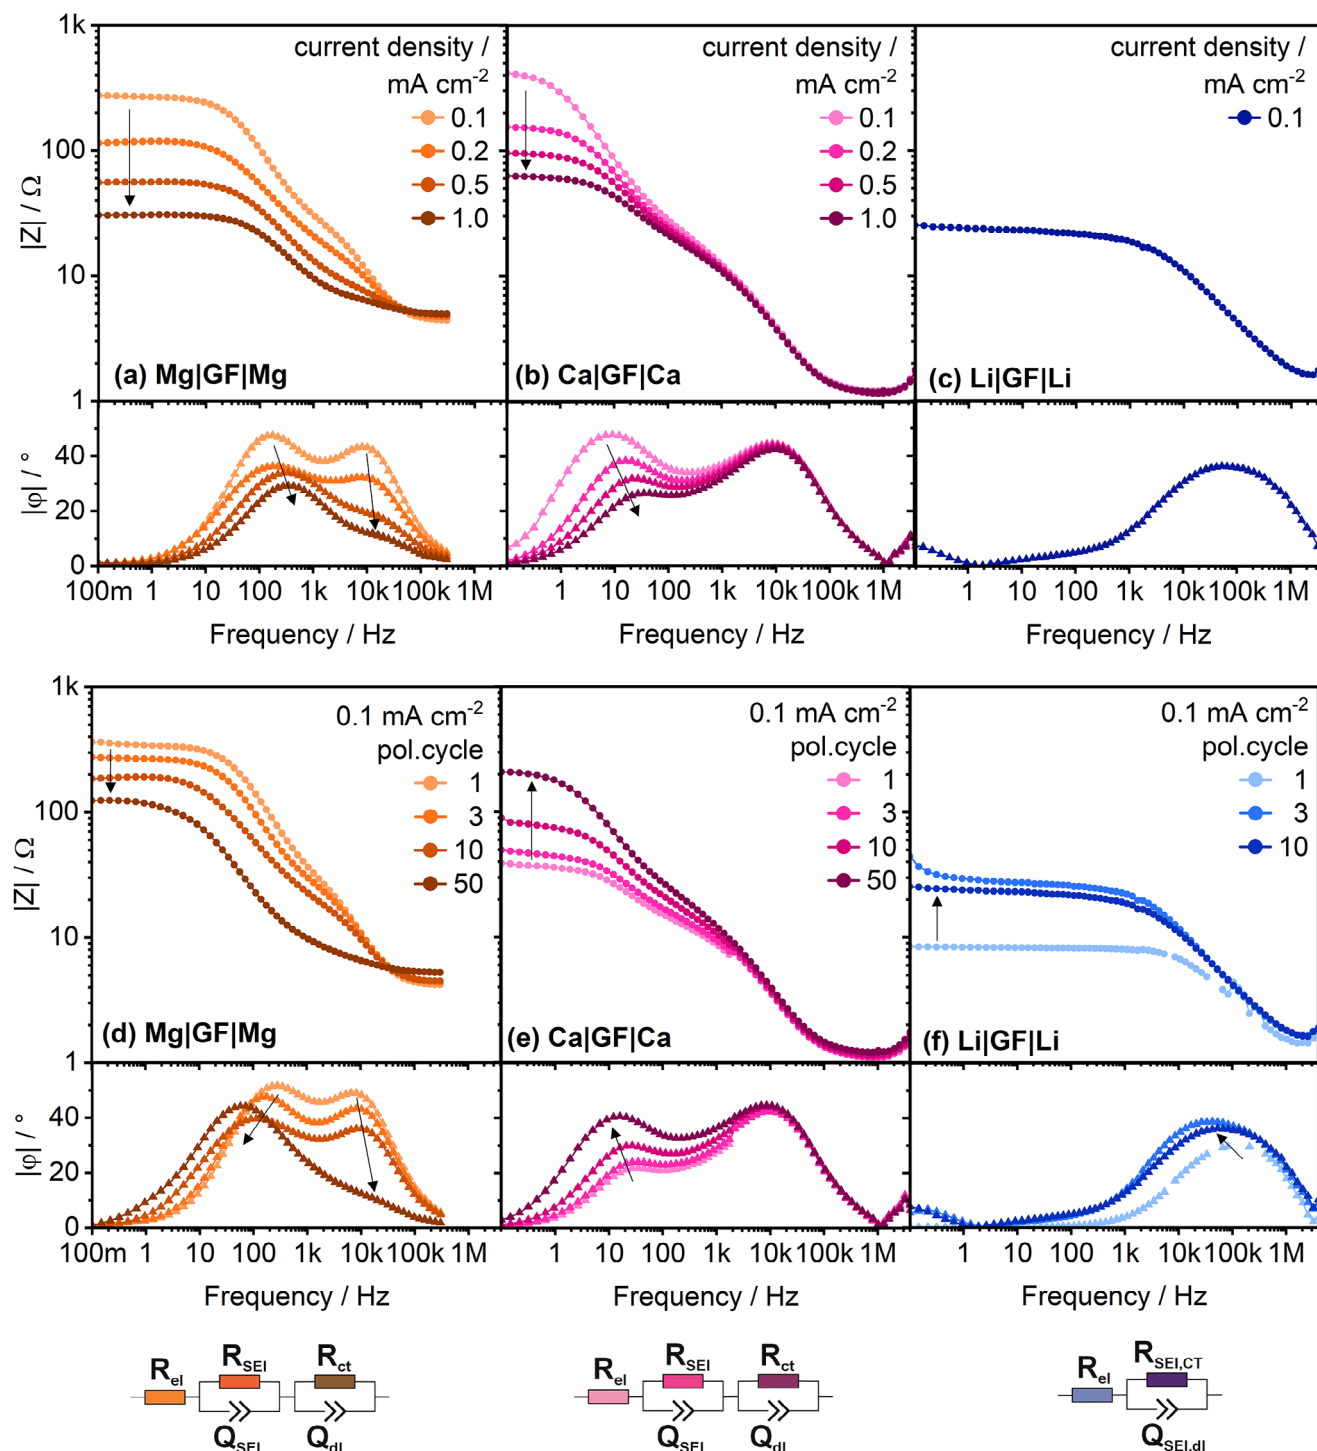 1k
100
10
1
|Z| / Ω
current density /
mA cm-2
0.1
0.2
0.5
1.0
(a) Mg|GF|Mg
current density /
mA cm-2
0.1
0.2
0.5
1.0
(b) Ca|GF|Ca
current density /
mA cm-2
0.1
(c) Li|GF|Li
40
20
0
|φ| / °
100m 1 10 100 1k 10k 100k 1M
1 10 100 1k 10k 100k 1M
1 10 100 1k 10k 100k 1M
Frequency / Hz
Frequency / Hz
Frequency / Hz
1k
100
10
1
|Z| / Ω
0.1 mA cm-2
pol.cycle
1
3
10
50
(d) Mg|GF|Mg
0.1 mA cm-2
pol.cycle
1
3
10
50
(e) Ca|GF|Ca
0.1 mA cm-2
pol.cycle
1
3
10
(f) Li|GF|Li
40
20
0
|φ| / °
100m 1 10 100 1k 10k 100k 1M
1 10 100 1k 10k 100k 1M
1 10 100 1k 10k 100k 1M
Frequency / Hz
Frequency / Hz
Frequency / Hz
Rel RSEI Rct
QSEI Qdl
Rel RSEI Rct
QSEI Qdl
Rel RSEI,CT
QSEI,dl